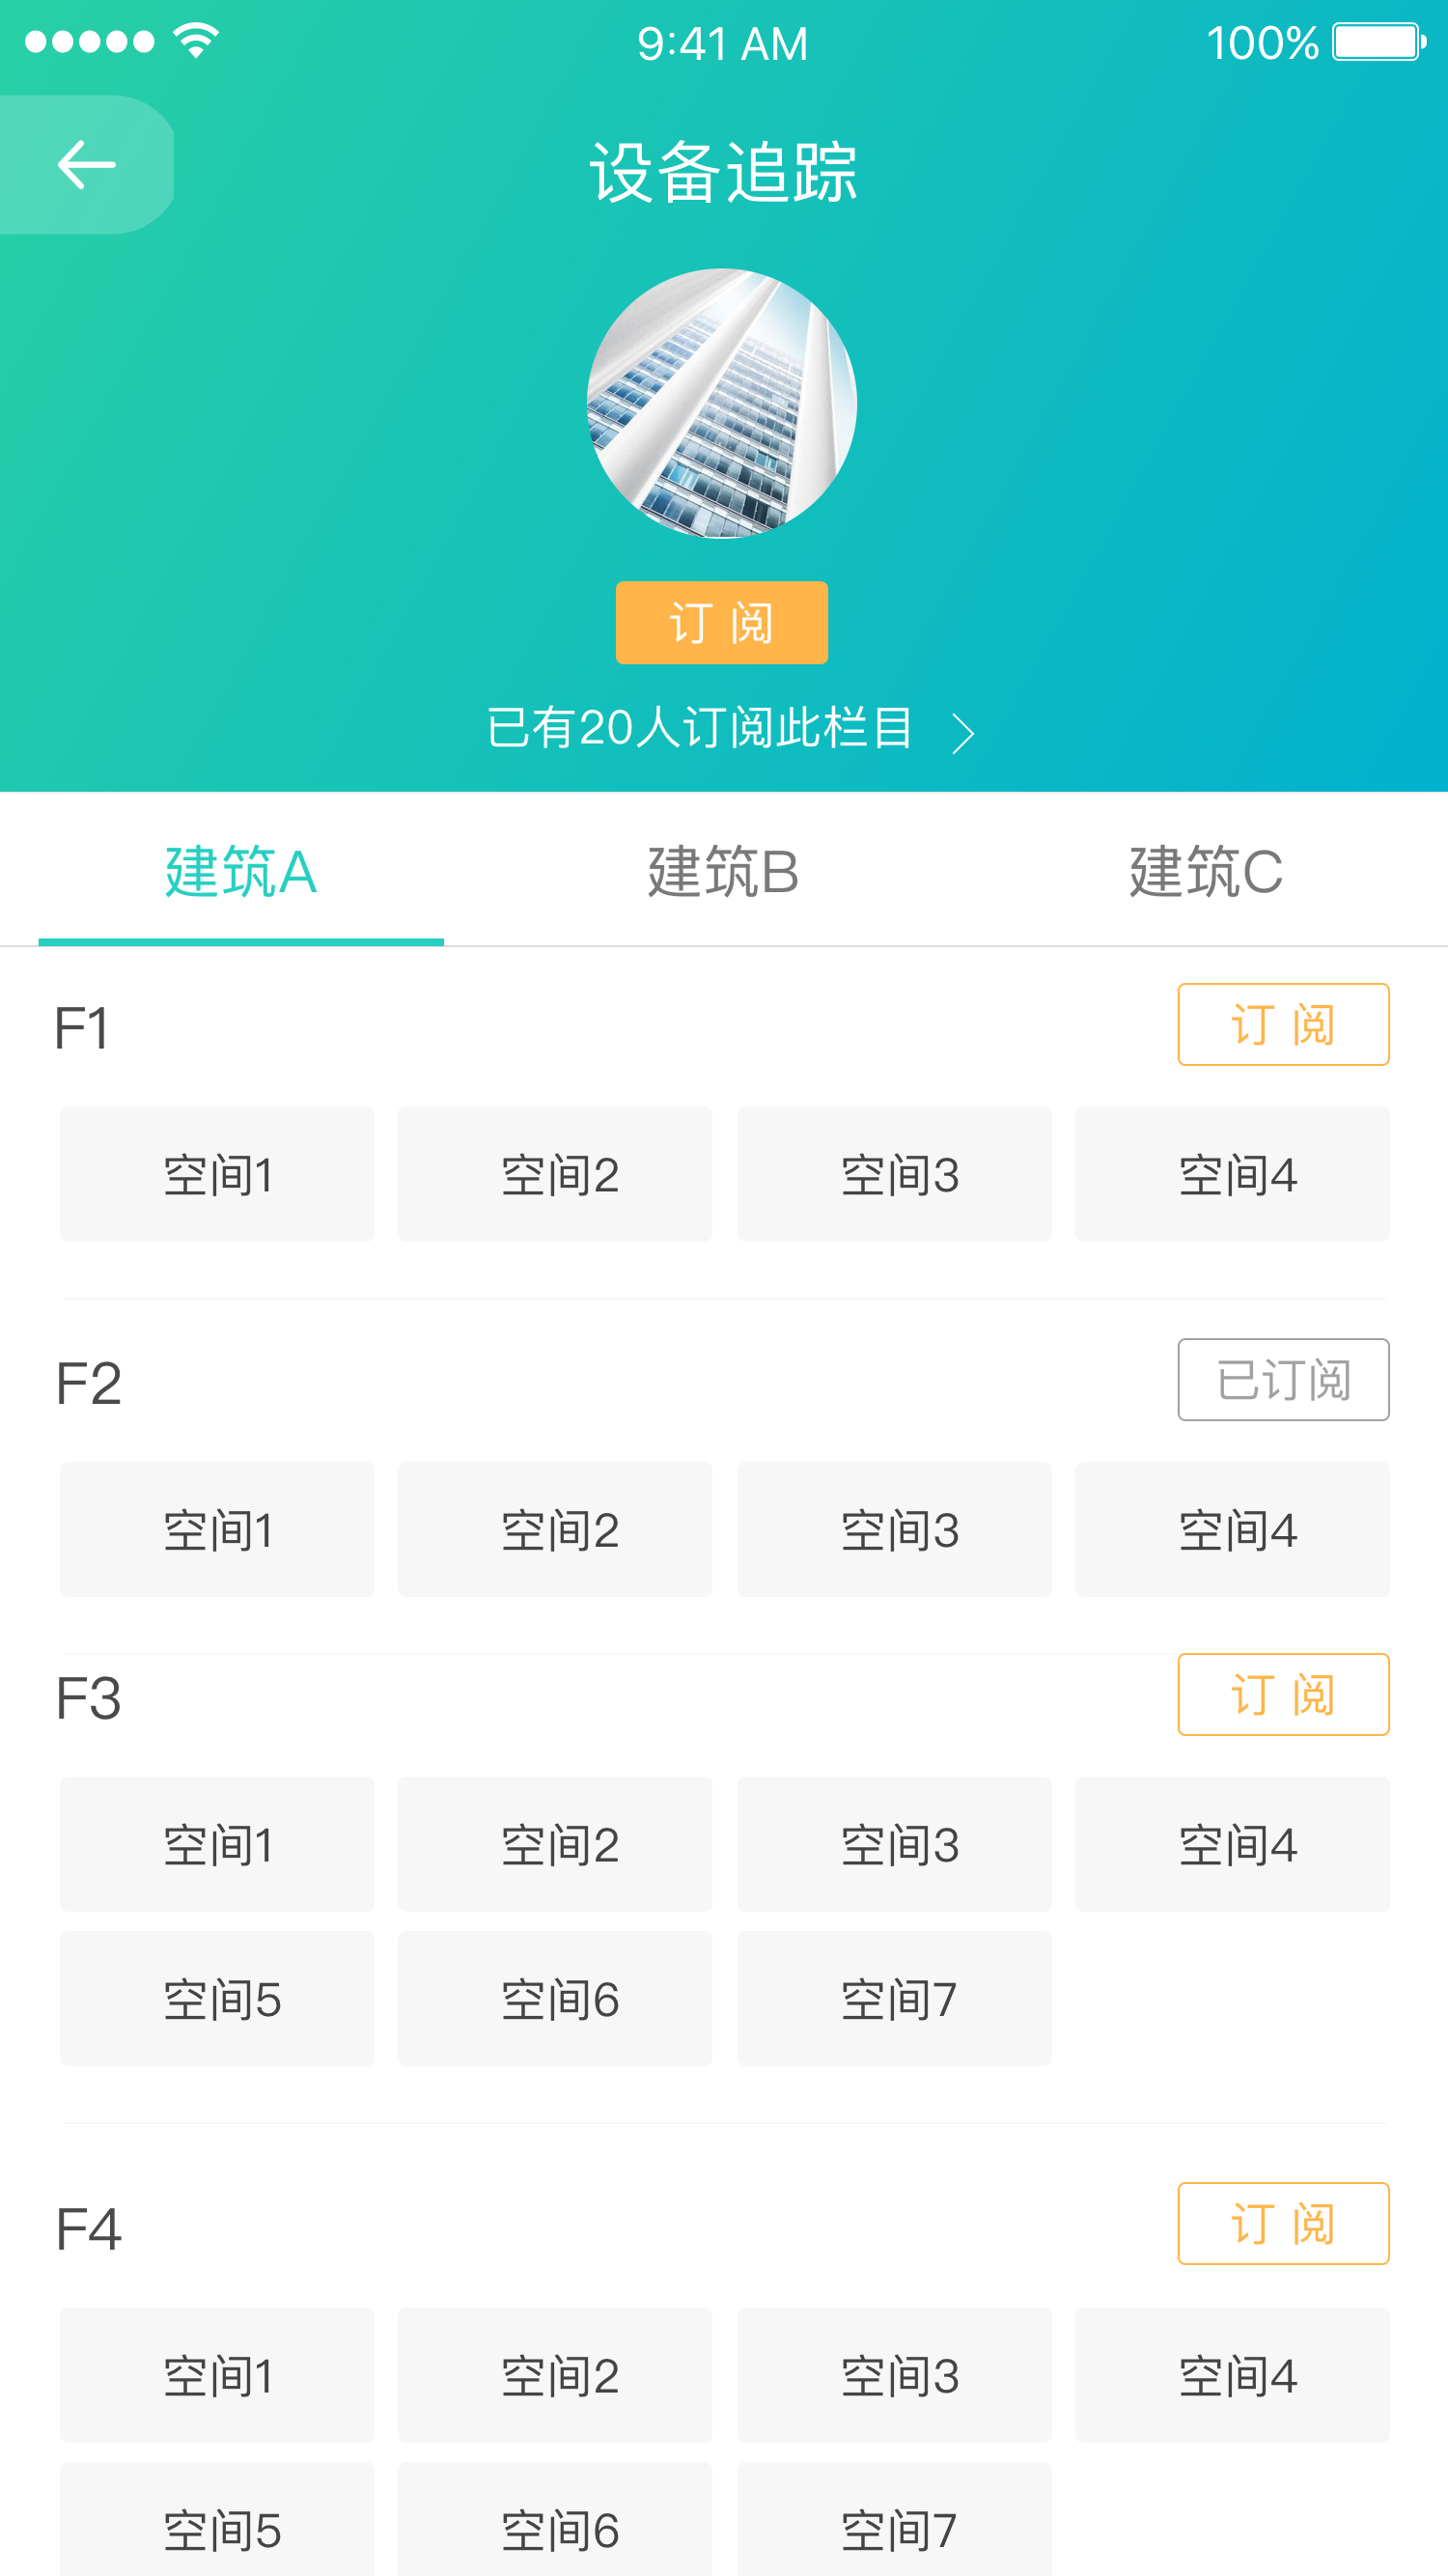 9:41 AM 100%
设备追踪
订 阅
已有20人订阅此栏目
建筑A 建筑B 建筑C
F1 订 阅
空间1 空间2 空间3 空间4
F2 已订阅
空间1 空间2 空间3 空间4
F3 订 阅
空间1 空间2 空间3 空间4
空间5 空间6 空间7
F4 订 阅
空间1 空间2 空间3 空间4
空间5 空间6 空间7